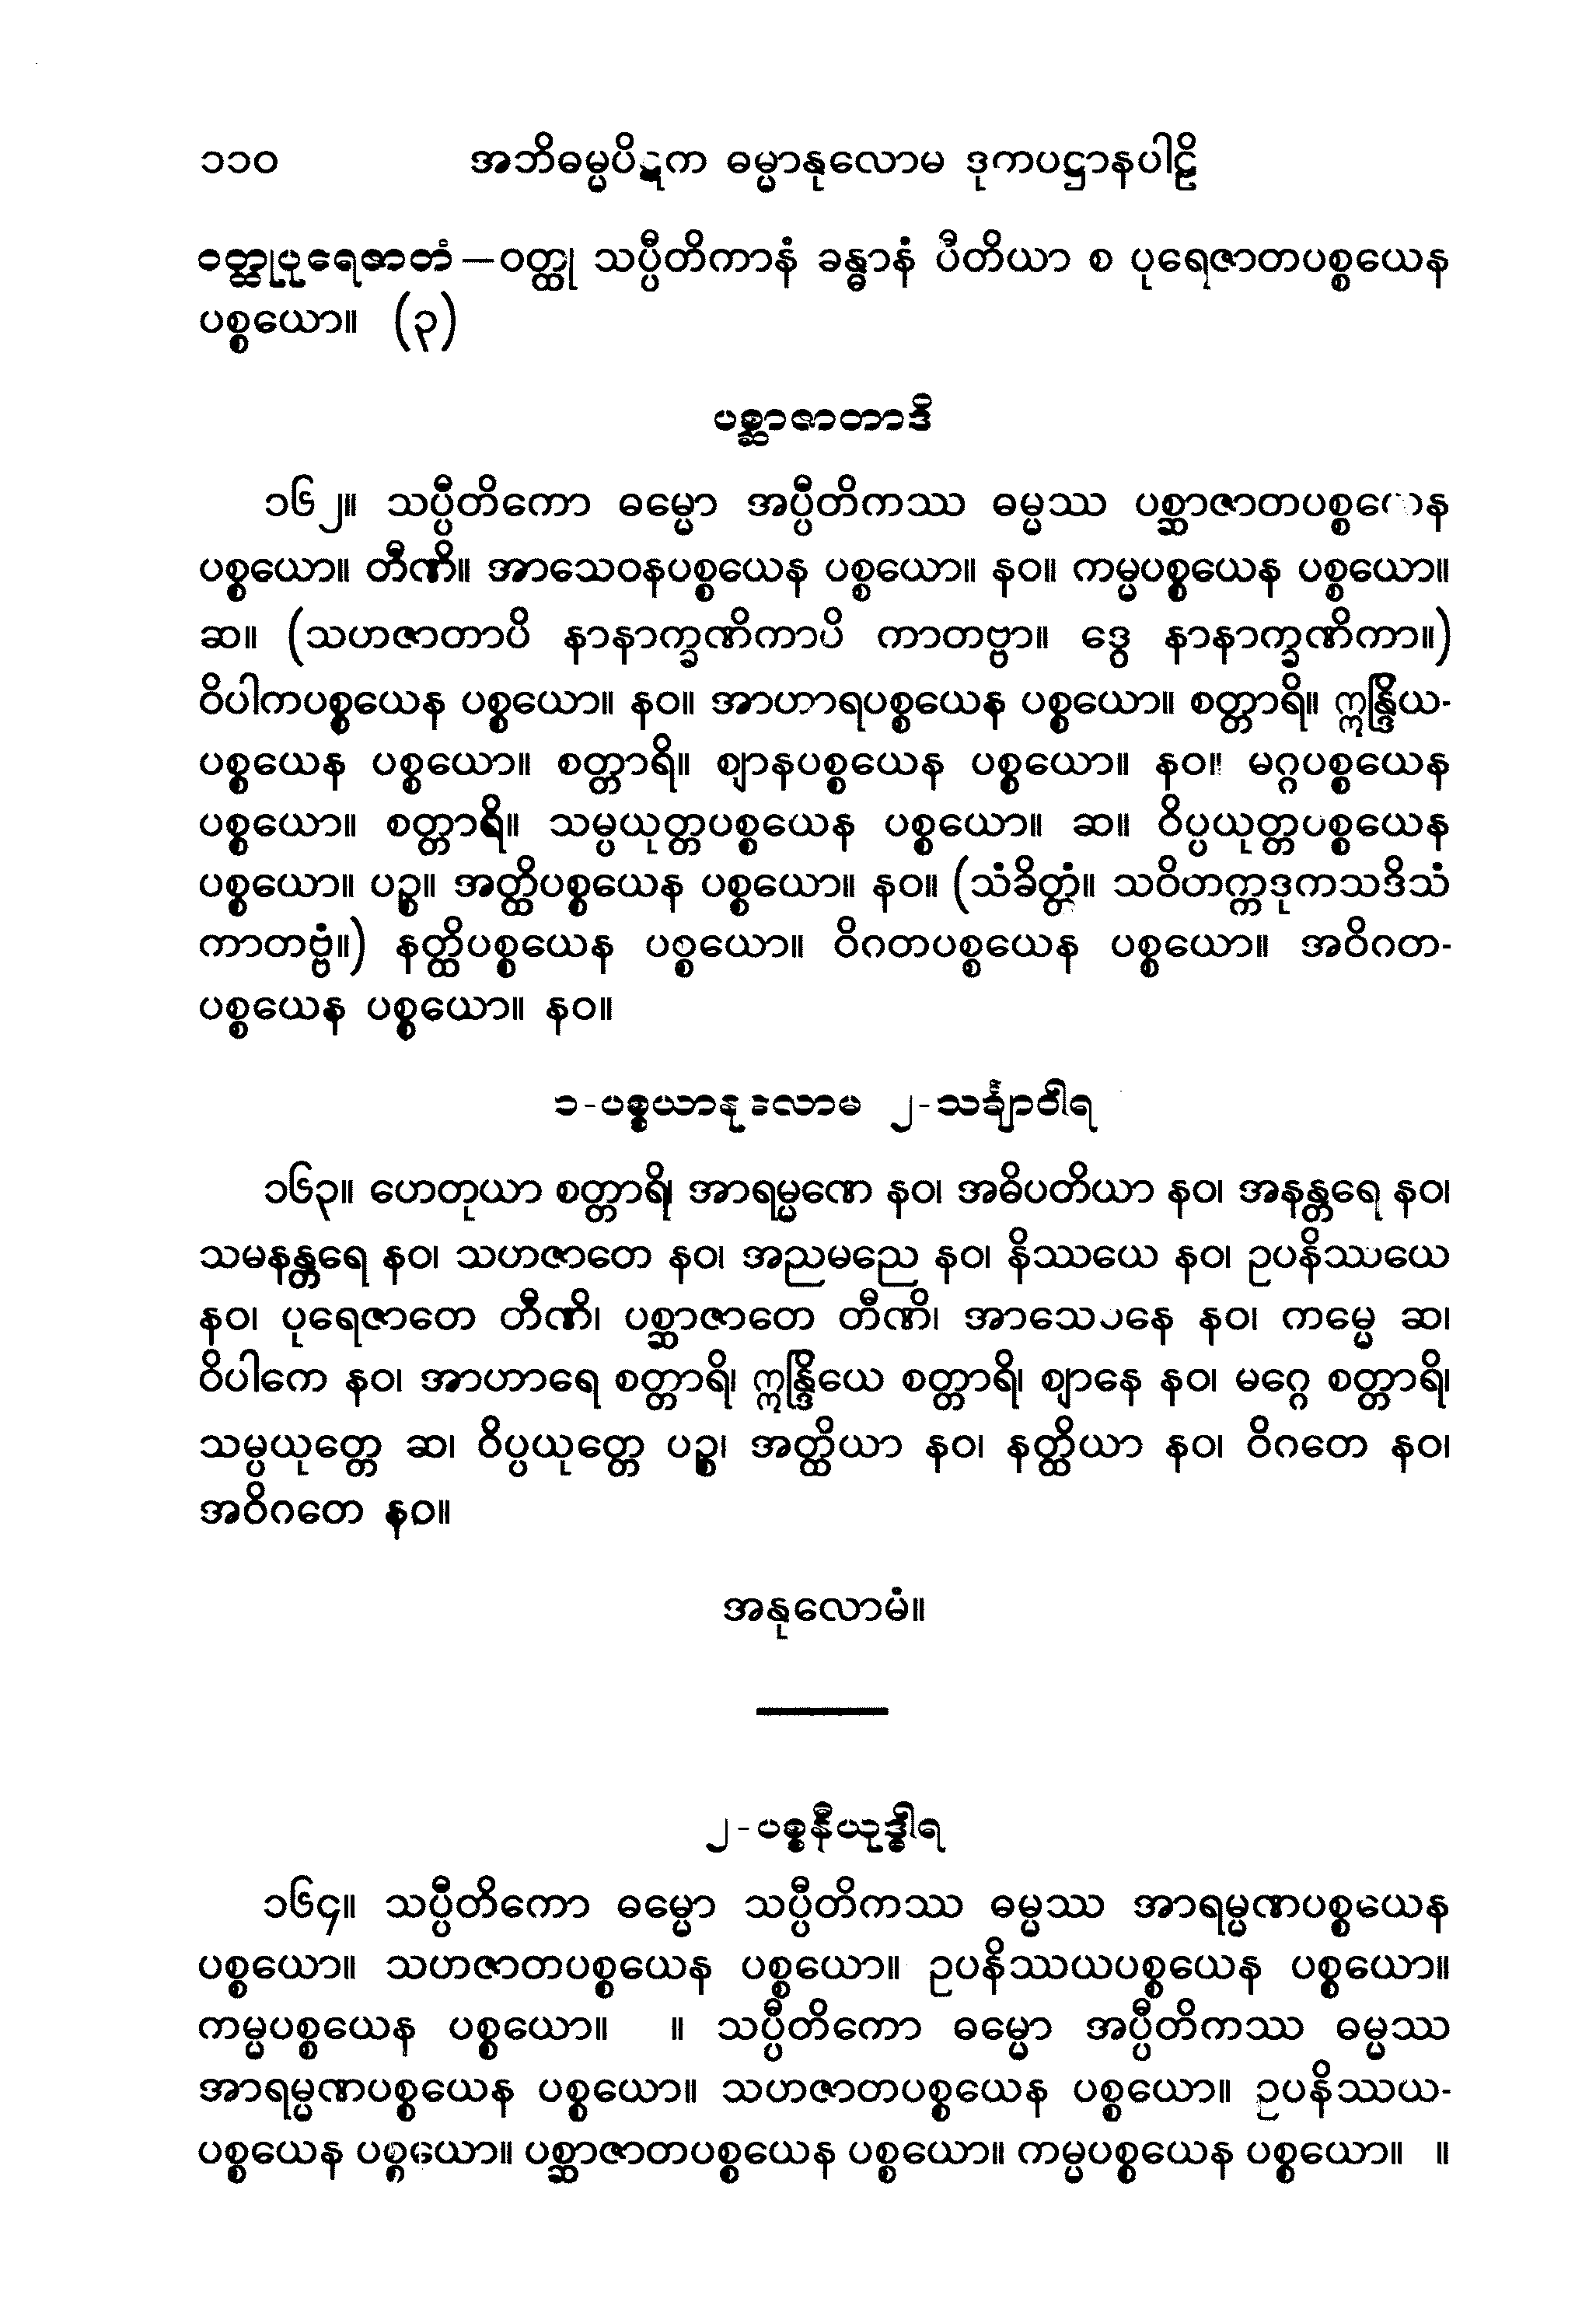 ၁၁၀ အဘိဓမ္မပိဋက ဓမ္မာနုလောမ ဒုကပဋ္ဌာနပါဠိ
ဝတ္ထုပုရေဇာတံ—ဝတ္ထု သပ္ပီတိကာနံ ခန္ဓာနံ ပီတိယာ စ ပုရေဇာတပစ္စယေန
ပစ္စယော။ (၃)
ပစ္ဆာဇာတာဒိ
၁၆၂။ သပ္ပီတိကော ဓမ္မော အပ္ပီတိကဿ ဓမ္မဿ ပစ္ဆာဇာတပစ္စယေန
ပစ္စယော။ တီဏိ။ အာသေဝနပစ္စယေန ပစ္စယော။ နဝ။ ကမ္မပစ္စယေန ပစ္စယော။
ဆ။ (သဟဇာတာပိ နာနာက္ခဏိကာပိ ကာတဗ္ဗာ။ ဒွေ နာနာက္ခဏိကာ။)
ဝိပါကပစ္စယေန ပစ္စယော။ နဝ။ အာဟာရပစ္စယေန ပစ္စယော။ စတ္တာရိ။ ဣန္ဒြိယ-
ပစ္စယေန ပစ္စယော။ စတ္တာရိ။ ဈာနပစ္စယေန ပစ္စယော။ နဝ။ မဂ္ဂပစ္စယေန
ပစ္စယော။ စတ္တာရိ။ သမ္ပယုတ္တပစ္စယေန ပစ္စယော။ ဆ။ ဝိပ္ပယုတ္တပစ္စယေန
ပစ္စယော။ ပဉ္စ။ အတ္ထိပစ္စယေန ပစ္စယော။ နဝ။ (သံခိတ္တံ။ သဝိတက္ကဒုကသဒိသံ
ကာတဗ္ဗံ။) နတ္ထိပစ္စယေန ပစ္စယော။ ဝိဂတပစ္စယေန ပစ္စယော။ အဝိဂတ-
ပစ္စယေန ပစ္စယော။ နဝ။
၁-ပစ္စယာနုလောမ ၂-သင်္ချာဝါရ
၁၆၃။ ဟေတုယာ စတ္တာရိ၊ အာရမ္မဏေ နဝ၊ အဓိပတိယာ နဝ၊ အနန္တရေ နဝ၊
သမနန္တရေ နဝ၊ သဟဇာတေ နဝ၊ အညမညေ နဝ၊ နိဿယေ နဝ၊ ဥပနိဿယေ
နဝ၊ ပုရေဇာတေ တီဏိ၊ ပစ္ဆာဇာတေ တီဏိ၊ အာသေဝနေ နဝ၊ ကမ္မေ ဆ၊
ဝိပါကေ နဝ၊ အာဟာရေ စတ္တာရိ၊ ဣန္ဒြိယေ စတ္တာရိ၊ ဈာနေ နဝ၊ မဂ္ဂေ စတ္တာရိ၊
သမ္ပယုတ္တေ ဆ၊ ဝိပ္ပယုတ္တေ ပဉ္စ၊ အတ္ထိယာ နဝ၊ နတ္ထိယာ နဝ၊ ဝိဂတေ နဝ၊
အဝိဂတေ နဝ။
အနုလောမံ။
၂-ပစ္စနီယုဒ္ဓါရ
၁၆၄။ သပ္ပီတိကော ဓမ္မော သပ္ပီတိကဿ ဓမ္မဿ အာရမ္မဏပစ္စယေန
ပစ္စယော။ သဟဇာတပစ္စယေန ပစ္စယော။ ဥပနိဿယပစ္စယေန ပစ္စယော။
ကမ္မပစ္စယေန ပစ္စယော။ ။ သပ္ပီတိကော ဓမ္မော အပ္ပီတိကဿ ဓမ္မဿ
အာရမ္မဏပစ္စယေန ပစ္စယော။ သဟဇာတပစ္စယေန ပစ္စယော။ ဥပနိဿယ-
ပစ္စယေန ပစ္စယော။ ပစ္ဆာဇာတပစ္စယေန ပစ္စယော။ ကမ္မပစ္စယေန ပစ္စယော။ ။